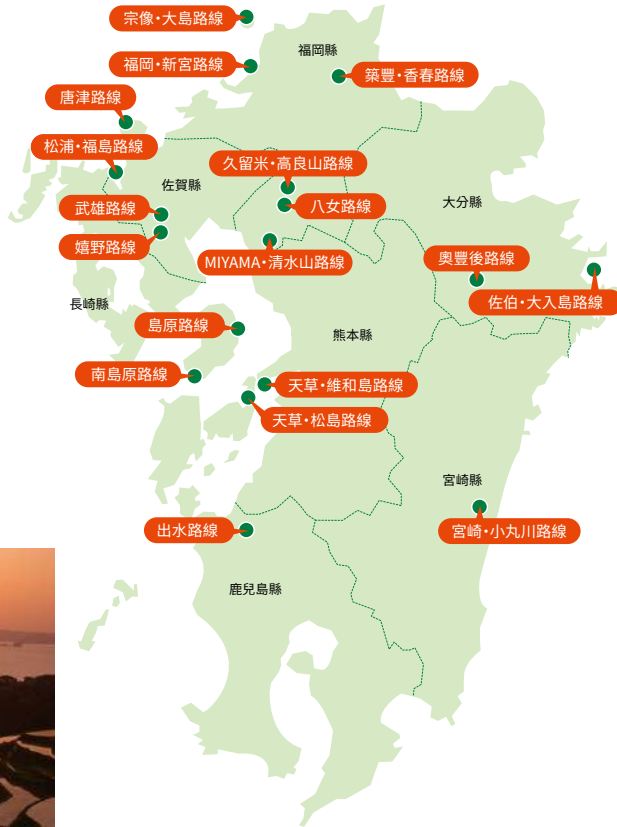 宗像・大島路線
福岡縣
福岡・新宮路線
築豊・香春路線
唐津路線
松浦・福島路線
久留米・高良山路線
佐賀縣
大分縣
武雄路線
八女路線
嬉野路線
MIYAMA・清水山路線
奧豐後路線
佐伯・大入島路線
長崎縣
島原路線
熊本縣
南島原路線
天草・維和島路線
天草・松島路線
宮崎縣
出水路線
宮崎・小丸川路線
鹿兒島縣